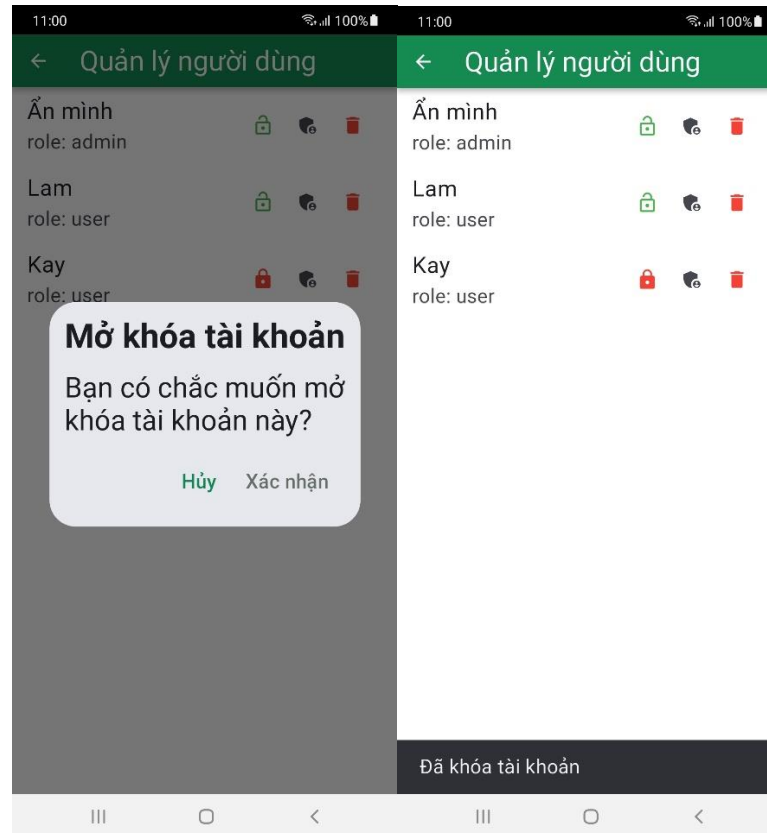 11:00 100%
Quản lý người dùng
Ẩn mình
role: admin
Lam
role: user
Kay
role: user
Mở khóa tài khoản
Bạn có chắc muốn mở
khóa tài khoản này?
Hủy Xác nhận
11:00 100%
Quản lý người dùng
Ẩn mình
role: admin
Lam
role: user
Kay
role: user
Đã khóa tài khoản